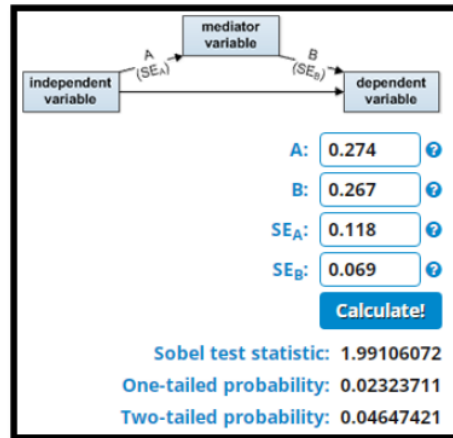 mediator
variable
A
(SEA)
B
(SEB)
independent
variable
dependent
variable
A: 0.274 ?
B: 0.267 ?
SEA: 0.118 ?
SEB: 0.069 ?
Calculate!
Sobel test statistic: 1.99106072
One-tailed probability: 0.02323711
Two-tailed probability: 0.04647421